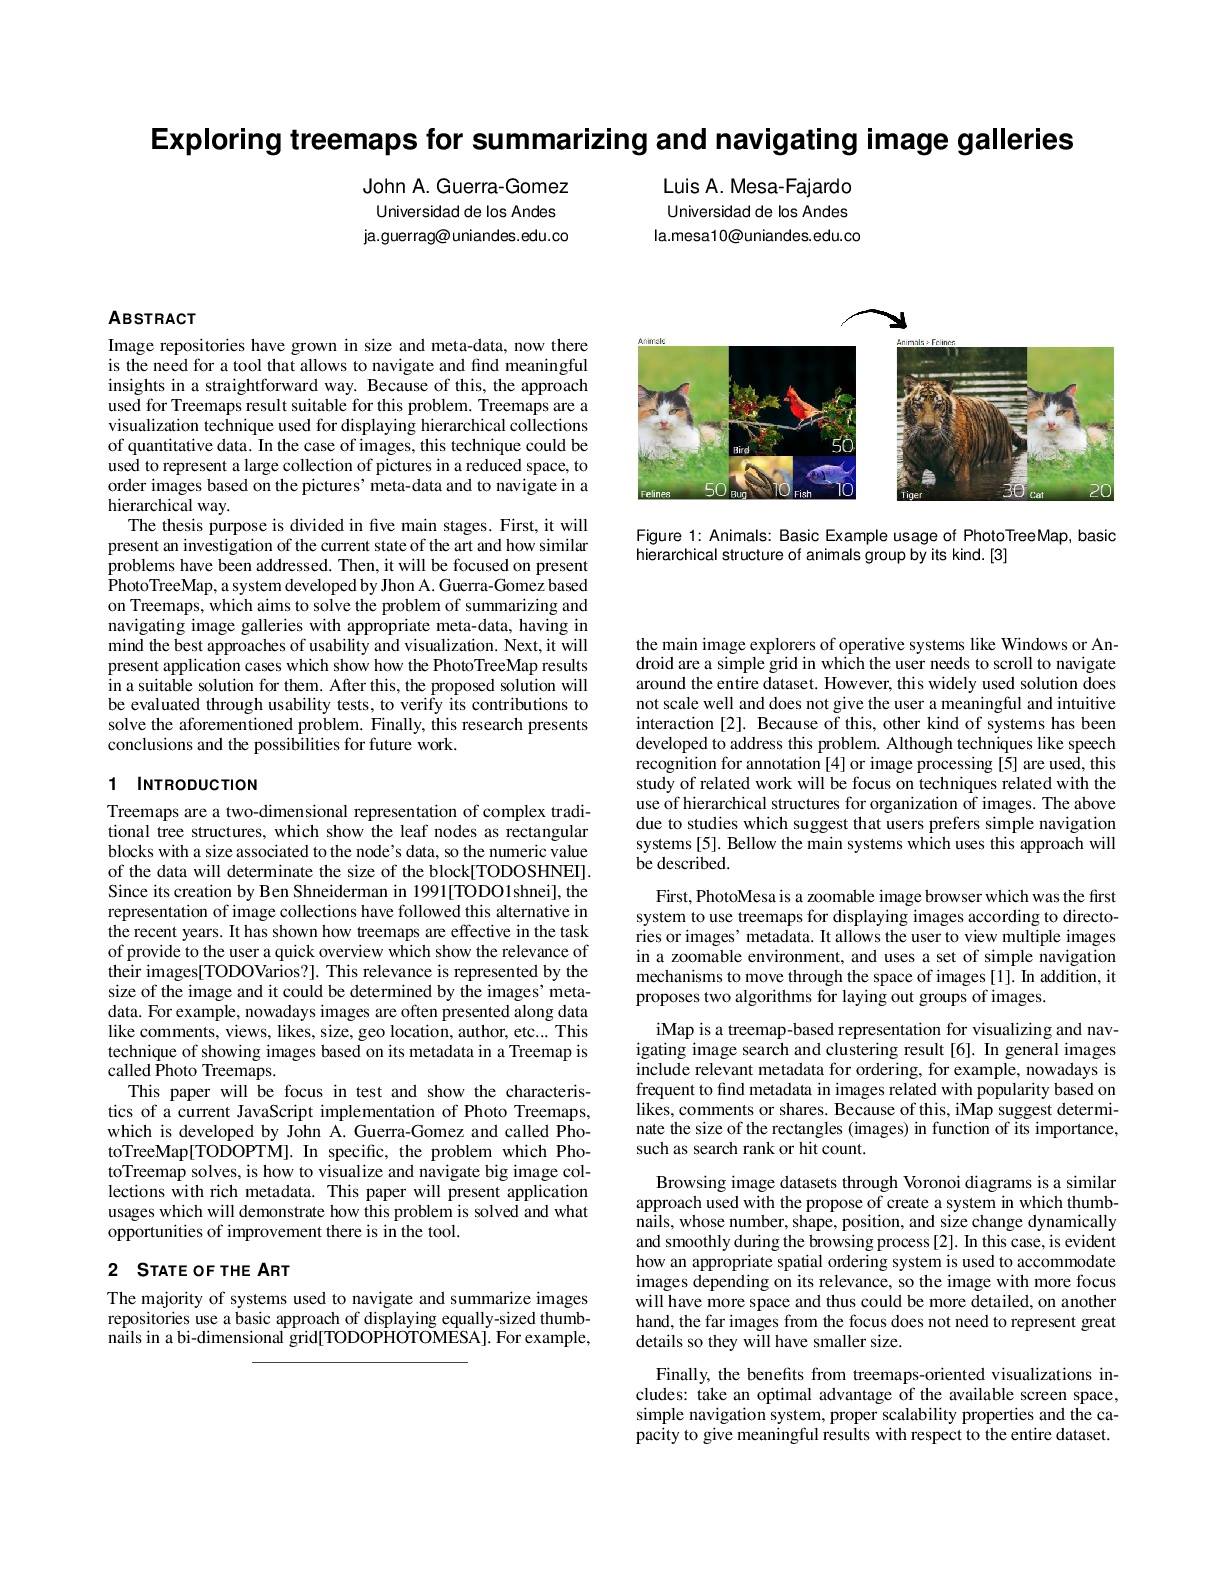 Exploring treemaps for summarizing and navigating image galleries
John A. Guerra-Gomez
Universidad de los Andes
ja.guerrag@uniandes.edu.co
Luis A. Mesa-Fajardo
Universidad de los Andes
la.mesa10@uniandes.edu.co
ABSTRACT
Image repositories have grown in size and meta-data, now there
is the need for a tool that allows to navigate and find meaningful
insights in a straightforward way. Because of this, the approach
used for Treemaps result suitable for this problem. Treemaps are a
visualization technique used for displaying hierarchical collections
of quantitative data. In the case of images, this technique could be
used to represent a large collection of pictures in a reduced space, to
order images based on the pictures' meta-data and to navigate in a
hierarchical way.
The thesis purpose is divided in five main stages. First, it will
present an investigation of the current state of the art and how similar
problems have been addressed. Then, it will be focused on present
PhotoTreeMap, a system developed by Jhon A. Guerra-Gomez based
on Treemaps, which aims to solve the problem of summarizing and
navigating image galleries with appropriate meta-data, having in
mind the best approaches of usability and visualization. Next, it will
present application cases which show how the PhotoTreeMap results
in a suitable solution for them. After this, the proposed solution will
be evaluated through usability tests, to verify its contributions to
solve the aforementioned problem. Finally, this research presents
conclusions and the possibilities for future work.
1 INTRODUCTION
Treemaps are a two-dimensional representation of complex tradi-
tional tree structures, which show the leaf nodes as rectangular
blocks with a size associated to the node's data, so the numeric value
of the data will determinate the size of the block[TODOSHNEI].
Since its creation by Ben Shneiderman in 1991[TODO1shnei], the
representation of image collections have followed this alternative in
the recent years. It has shown how treemaps are effective in the task
of provide to the user a quick overview which show the relevance of
their images[TODOVarios?]. This relevance is represented by the
size of the image and it could be determined by the images' meta-
data. For example, nowadays images are often presented along data
like comments, views, likes, size, geo location, author, etc... This
technique of showing images based on its metadata in a Treemap is
called Photo Treemaps.
This paper will be focus in test and show the characteris-
tics of a current JavaScript implementation of Photo Treemaps,
which is developed by John A. Guerra-Gomez and called Pho-
toTreeMap[TODOPTM]. In specific, the problem which Pho-
toTreemap solves, is how to visualize and navigate big image col-
lections with rich metadata. This paper will present application
usages which will demonstrate how this problem is solved and what
opportunities of improvement there is in the tool.
2 STATE OF THE ART
The majority of systems used to navigate and summarize images
repositories use a basic approach of displaying equally-sized thumb-
nails in a bi-dimensional grid[TODOPHOTOMESA]. For example,
Animals
Felines 50
Bird 50
Bug 10
Fish 10
Animals > Felines
Tiger 30
Cat 20
Figure 1: Animals: Basic Example usage of PhotoTreeMap, basic
hierarchical structure of animals group by its kind. [3]
the main image explorers of operative systems like Windows or An-
droid are a simple grid in which the user needs to scroll to navigate
around the entire dataset. However, this widely used solution does
not scale well and does not give the user a meaningful and intuitive
interaction [2]. Because of this, other kind of systems has been
developed to address this problem. Although techniques like speech
recognition for annotation [4] or image processing [5] are used, this
study of related work will be focus on techniques related with the
use of hierarchical structures for organization of images. The above
due to studies which suggest that users prefers simple navigation
systems [5]. Bellow the main systems which uses this approach will
be described.
First, PhotoMesa is a zoomable image browser which was the first
system to use treemaps for displaying images according to directo-
ries or images' metadata. It allows the user to view multiple images
in a zoomable environment, and uses a set of simple navigation
mechanisms to move through the space of images [1]. In addition, it
proposes two algorithms for laying out groups of images.
iMap is a treemap-based representation for visualizing and nav-
igating image search and clustering result [6]. In general images
include relevant metadata for ordering, for example, nowadays is
frequent to find metadata in images related with popularity based on
likes, comments or shares. Because of this, iMap suggest determi-
nate the size of the rectangles (images) in function of its importance,
such as search rank or hit count.
Browsing image datasets through Voronoi diagrams is a similar
approach used with the propose of create a system in which thumb-
nails, whose number, shape, position, and size change dynamically
and smoothly during the browsing process [2]. In this case, is evident
how an appropriate spatial ordering system is used to accommodate
images depending on its relevance, so the image with more focus
will have more space and thus could be more detailed, on another
hand, the far images from the focus does not need to represent great
details so they will have smaller size.
Finally, the benefits from treemaps-oriented visualizations in-
cludes: take an optimal advantage of the available screen space,
simple navigation system, proper scalability properties and the ca-
pacity to give meaningful results with respect to the entire dataset.